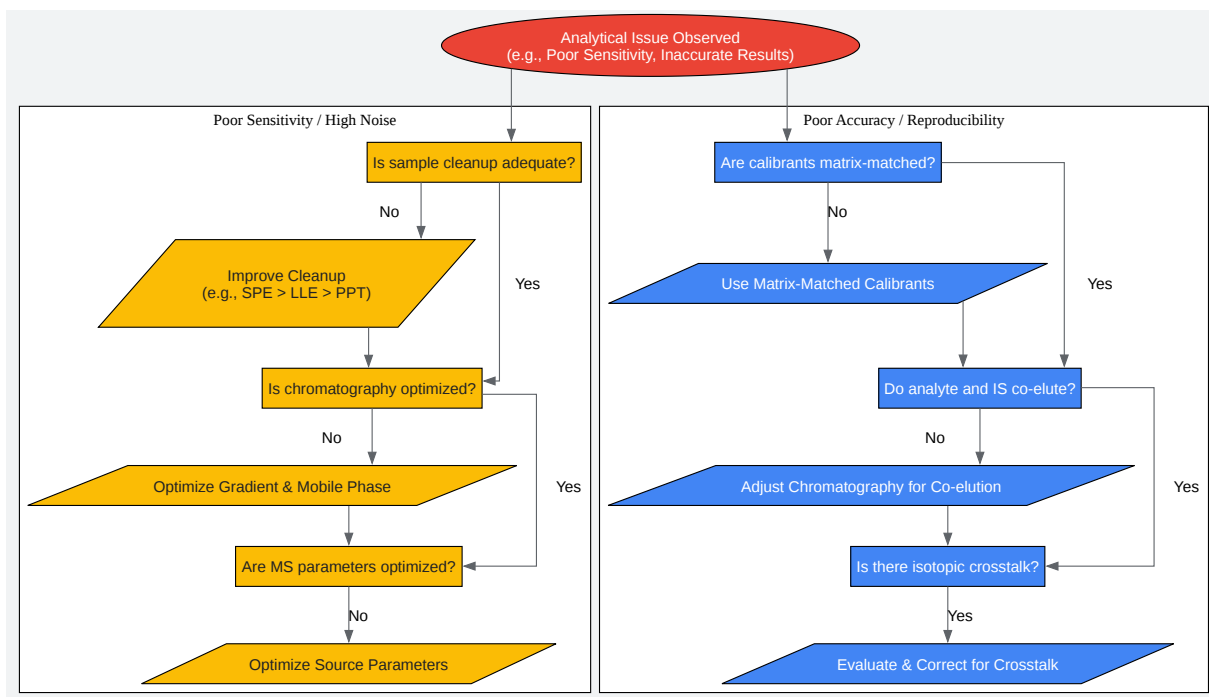 Analytical Issue Observed
(e.g., Poor Sensitivity, Inaccurate Results)
Poor Sensitivity / High Noise
Is sample cleanup adequate?
No
Yes
Improve Cleanup
(e.g., SPE > LLE > PPT)
Is chromatography optimized?
No
Yes
Optimize Gradient & Mobile Phase
Are MS parameters optimized?
No
Optimize Source Parameters
Poor Accuracy / Reproducibility
Are calibrants matrix-matched?
No
Yes
Use Matrix-Matched Calibrants
Do analyte and IS co-elute?
No
Yes
Adjust Chromatography for Co-elution
Is there isotopic crosstalk?
Yes
Evaluate & Correct for Crosstalk